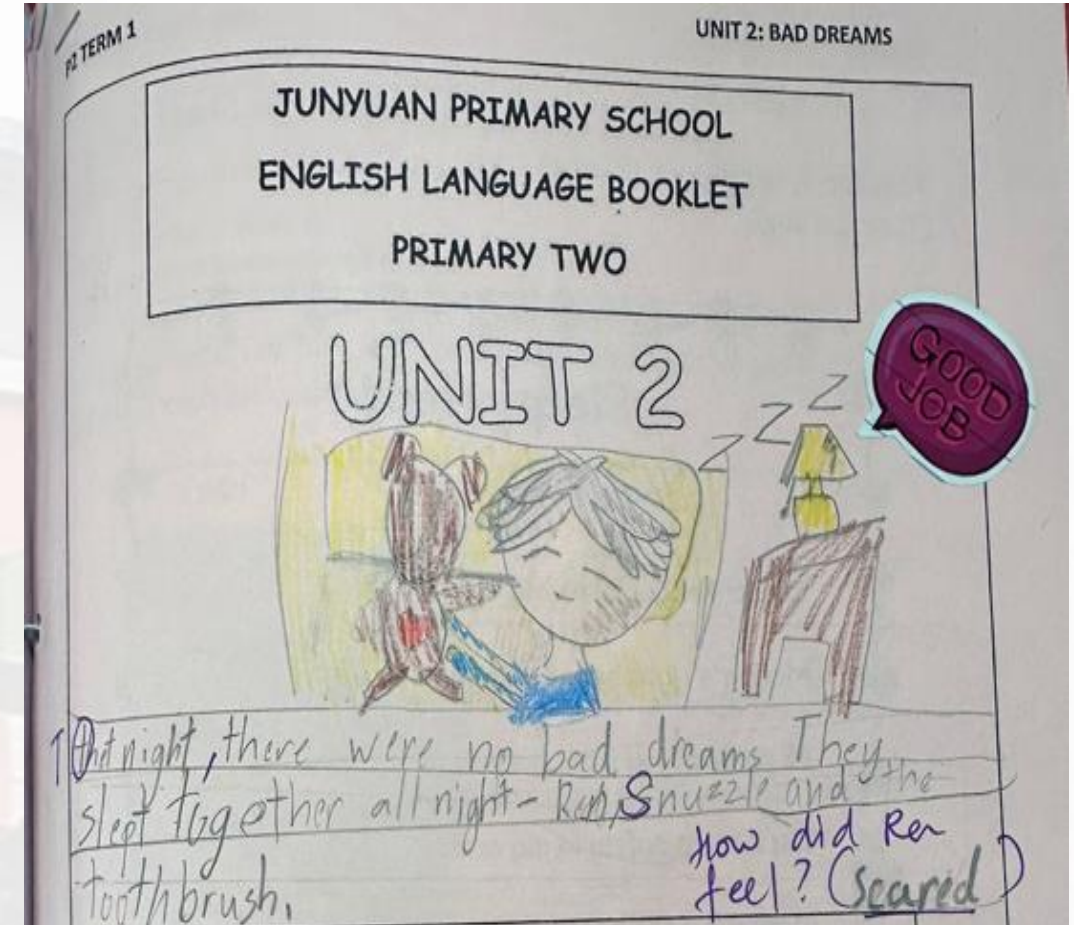 P2 TERM 1
UNIT 2: BAD DREAMS
JUNYUAN PRIMARY SCHOOL
ENGLISH LANGUAGE BOOKLET
PRIMARY TWO
UNIT 2
GOOD
JOB
Z Z Z
That night, there were no bad dreams They
slept together all night - Ren, Snuzzle and the
toothbrush.
How did Ren
feel? (scared)